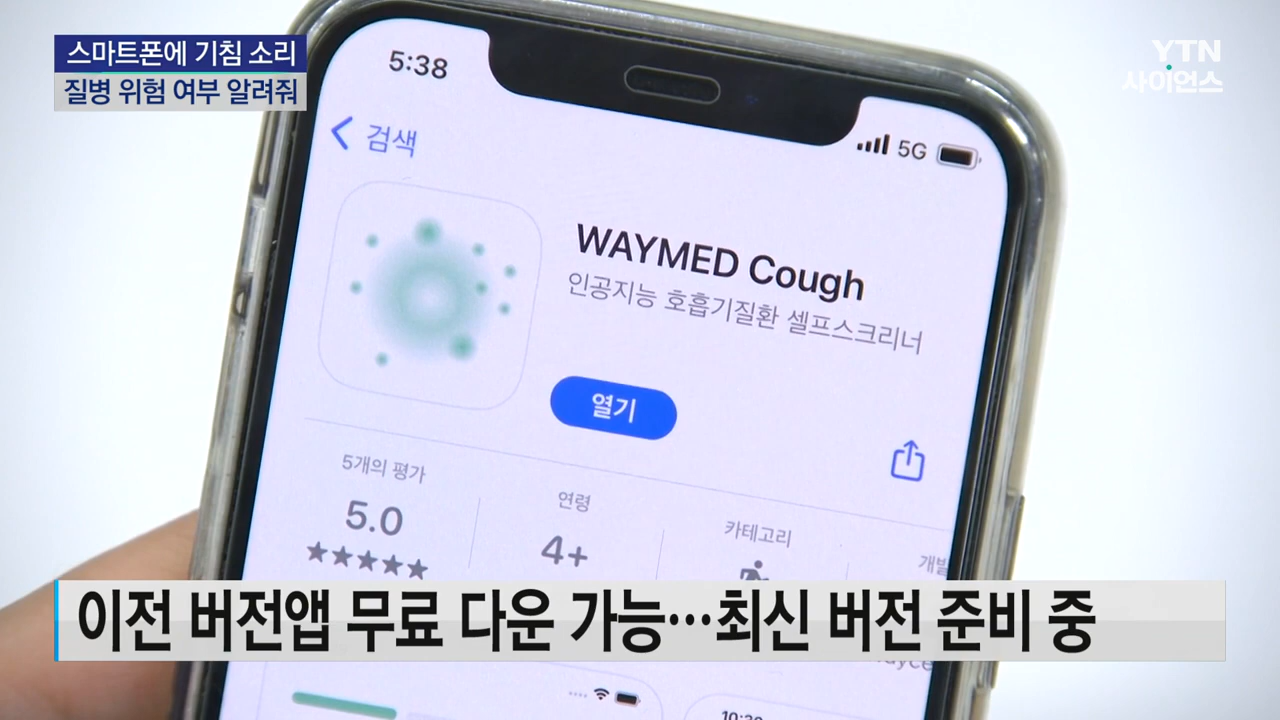 스마트폰에 기침 소리
질병 위험 여부 알려줘
YTN
사이언스
5:38
5G
검색
WAYMED Cough
인공지능 호흡기질환 셀프스크리너
열기
5개의 평가
연령
카테고리
5.0
4+
이전 버전앱 무료 다운 가능…최신 버전 준비 중